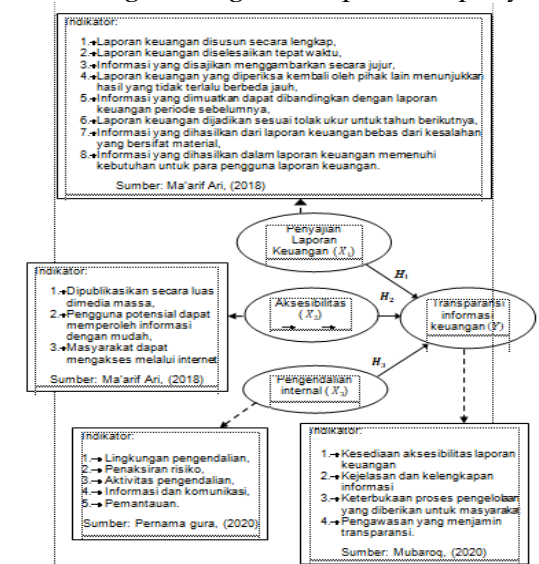 Indikator:
1. Laporan keuangan disusun secara lengkap,
2. Laporan keuangan diselesaikan tepat waktu,
3. Informasi yang disajikan menggambarkan secara jujur,
4. Laporan keuangan yang diperiksa kembali oleh pihak lain menunjukkan
hasil yang tidak terlalu berbeda jauh,
5. Informasi yang dimuatkan dapat dibandingkan dengan laporan
keuangan periode sebelumnya,
6. Laporan keuangan dijadikan sesuai tolak ukur untuk tahun berikutnya,
7. Informasi yang dihasilkan dari laporan keuangan bebas dari kesalahan
yang bersifat material,
8. Informasi yang dihasilkan dalam laporan keuangan memenuhi
kebutuhan untuk para pengguna laporan keuangan.
Sumber: Ma'arif Ari, (2018)
Penyajian
Laporan
Keuangan (X₁)
H₁
Indikator:
1. Dipublikasikan secara luas
dimedia massa,
2. Pengguna potensial dapat
memperoleh informasi
dengan mudah,
3. Masyarakat dapat
mengakses melalui internet
Sumber: Ma'arif Ari, (2018)
Aksesibilitas
(X₂)
H₂
Transparansi
informasi
keuangan (Y)
H₃
Pengendalian
internal (X₃)
Indikator:
1. Lingkungan pengendalian,
2. Penaksiran risiko,
3. Aktivitas pengendalian,
4. Informasi dan komunikasi,
5. Pemantauan.
Sumber: Pernama gura, (2020)
Indikator:
1. Kesediaan aksesibilitas laporan
keuangan
2. Kejelasan dan kelengkapan
informasi
3. Keterbukaan proses pengelolaan
yang diberikan untuk masyarakat
4. Pengawasan yang menjamin
transparansi.
Sumber: Mubaroq, (2020)